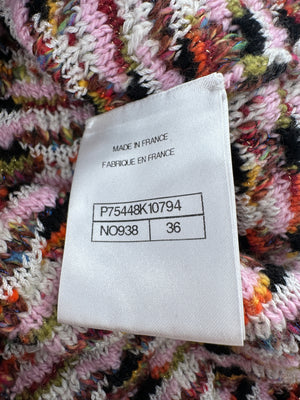 MADE IN FRANCE
FABRIQUE EN FRANCE
P75448K10794
NO938 36